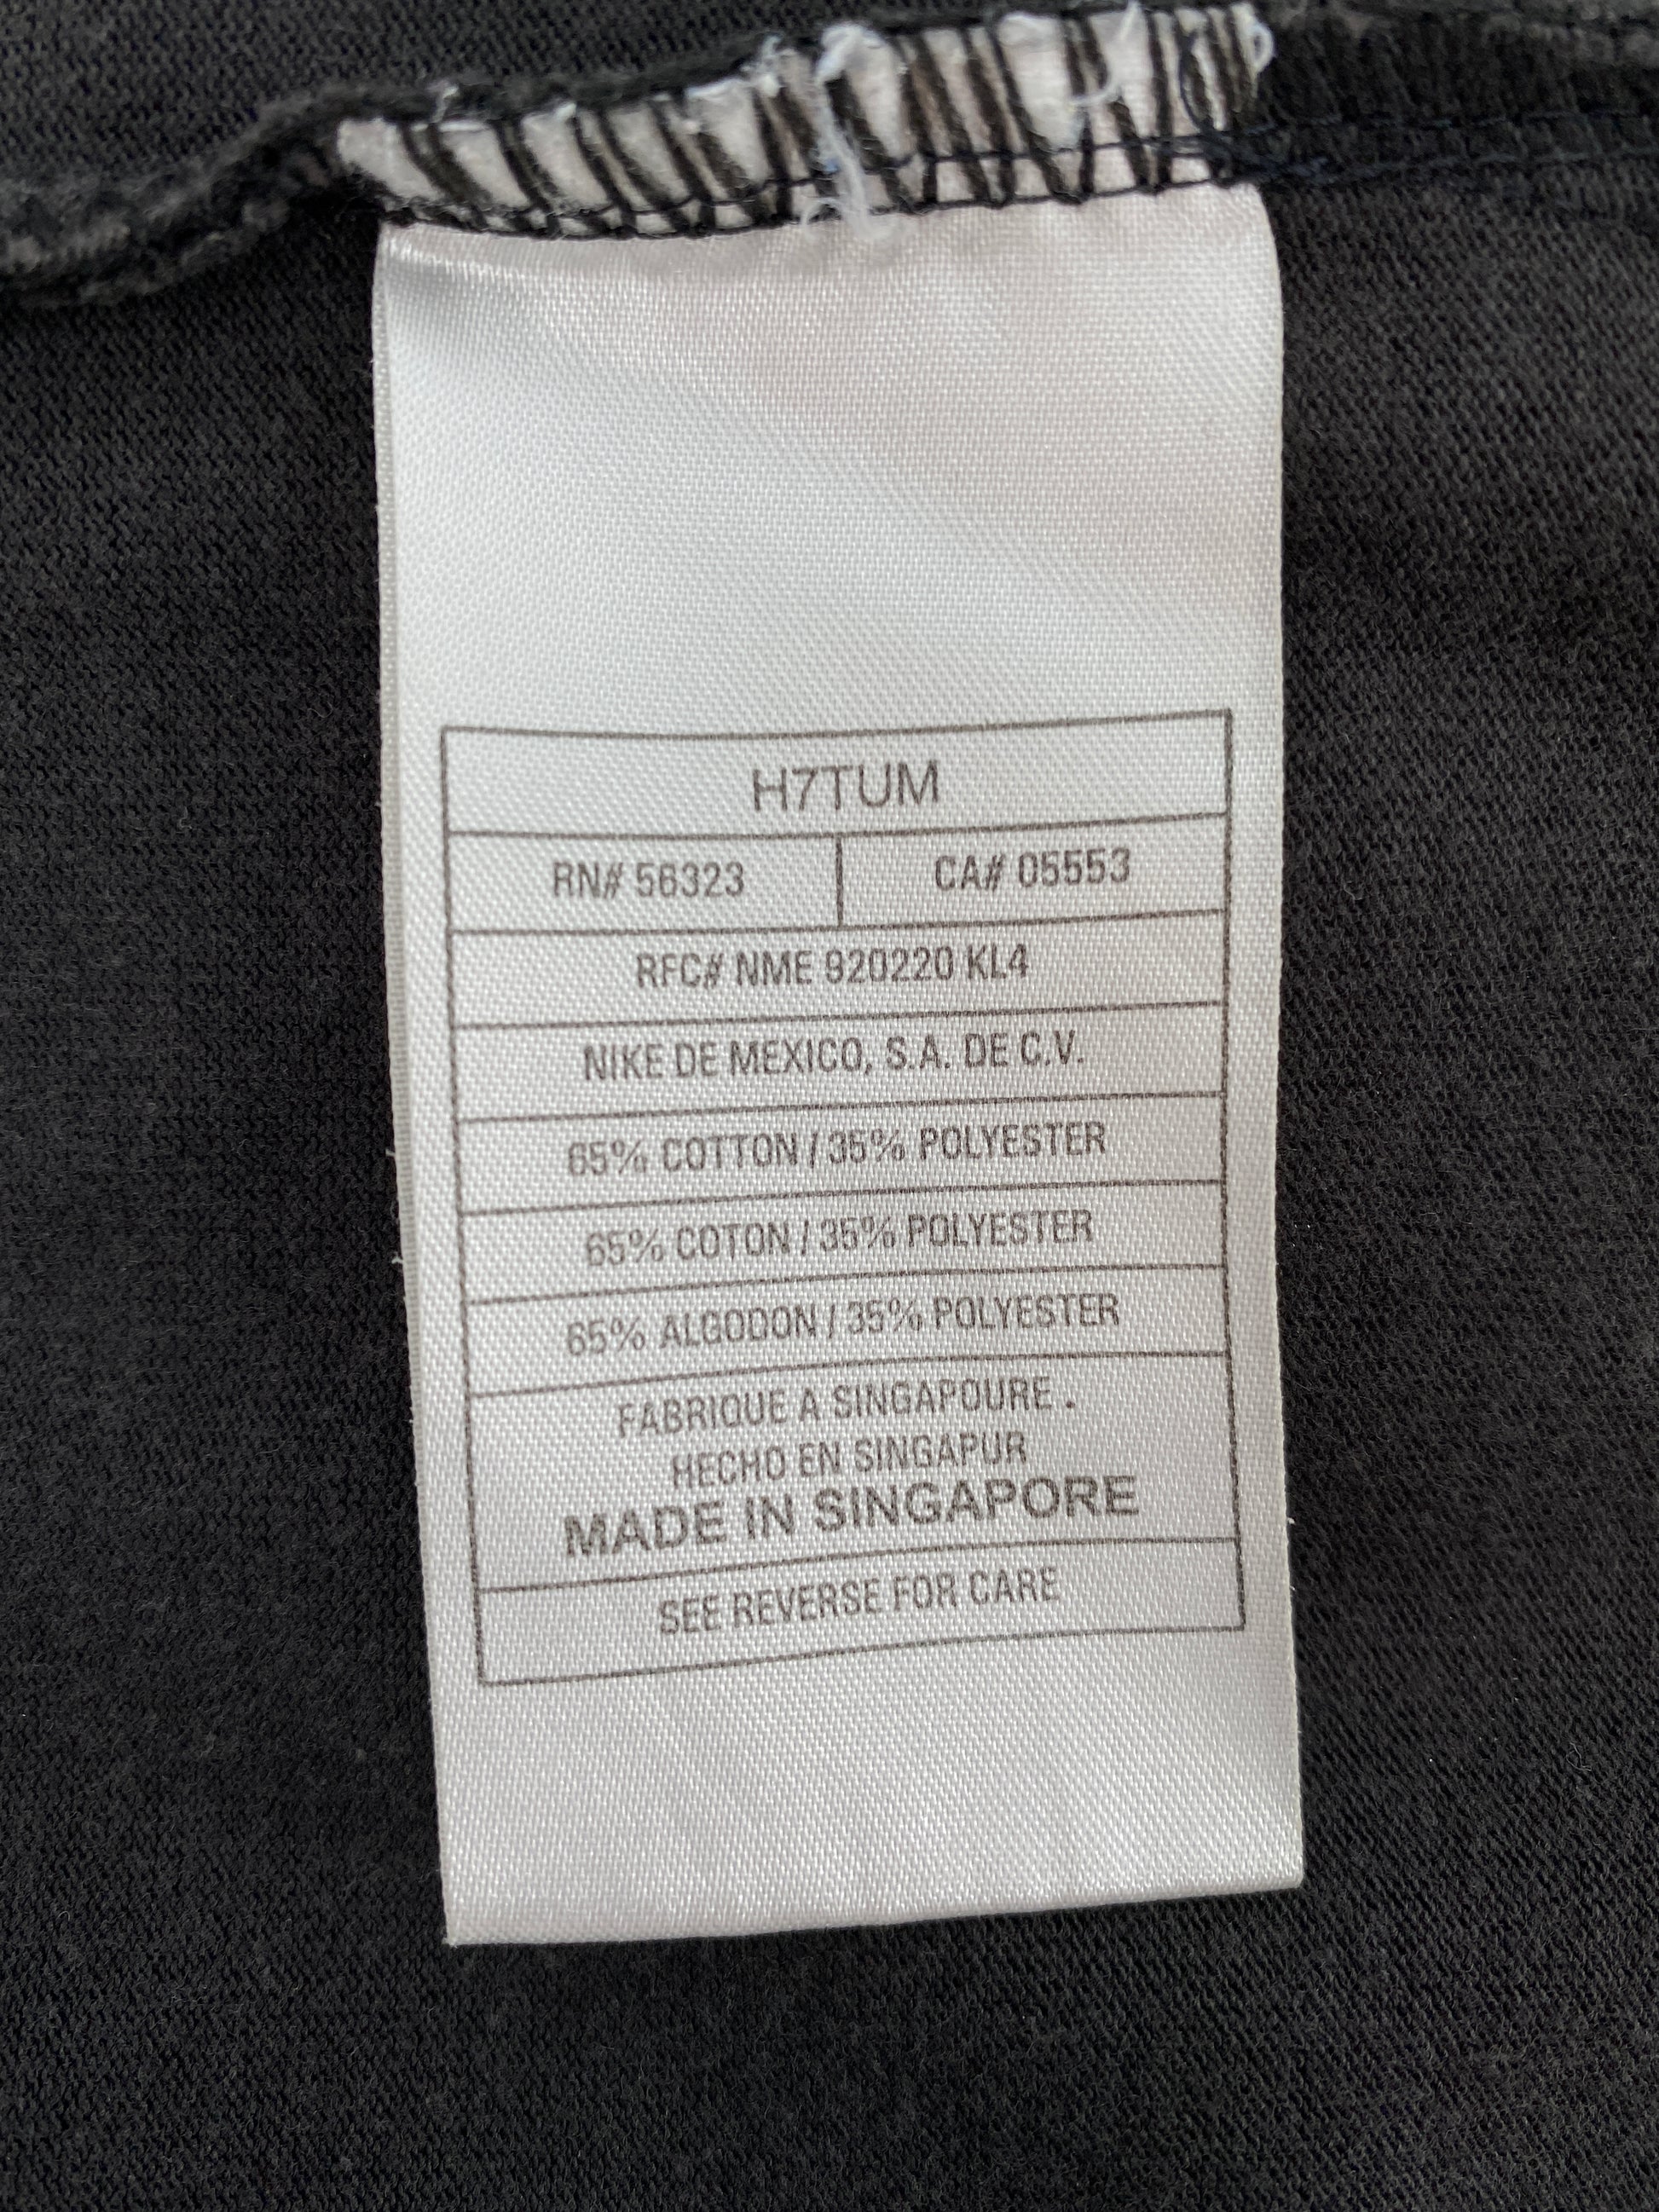 H7TUM
RN# 56323 CA# 05553
RFC# NME 920220 KL4
NIKE DE MEXICO, S.A. DE C.V.
65% COTTON / 35% POLYESTER
65% COTON / 35% POLYESTER
65% ALGODON / 35% POLYESTER
FABRIQUE A SINGAPOURE .
HECHO EN SINGAPUR
MADE IN SINGAPORE
SEE REVERSE FOR CARE